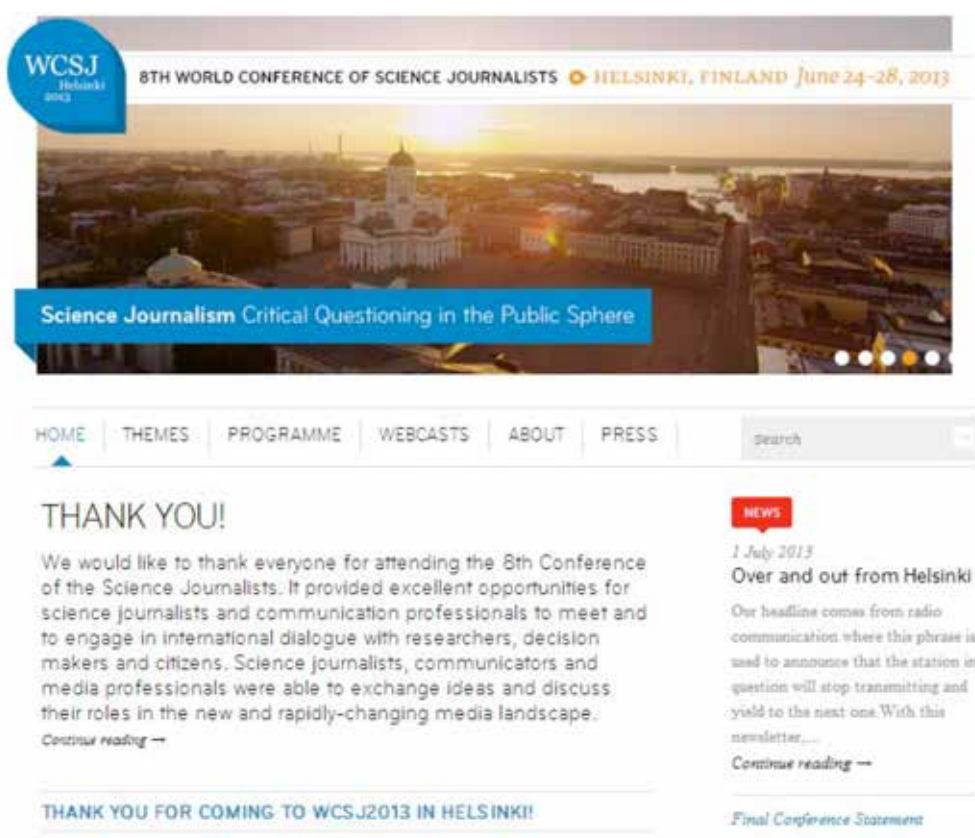 WCSJ
Helsinki
2013
8TH WORLD CONFERENCE OF SCIENCE JOURNALISTS HELSINKI, FINLAND June 24-28, 2013
Science Journalism Critical Questioning in the Public Sphere
HOME THEMES PROGRAMME WEBCASTS ABOUT PRESS
Search
THANK YOU!
We would like to thank everyone for attending the 8th Conference
of the Science Journalists. It provided excellent opportunities for
science journalists and communication professionals to meet and
to engage in international dialogue with researchers, decision
makers and citizens. Science journalists, communicators and
media professionals were able to exchange ideas and discuss
their roles in the new and rapidly-changing media landscape.
Continue reading →
THANK YOU FOR COMING TO WCSJ2013 IN HELSINKI!
NEWS
1 July 2013
Over and out from Helsinki
Our headline comes from radio
communication where this phrase is
used to announce that the station in
question will stop transmitting and
yield to the next one. With this
newsletter,...
Continue reading →
Final Conference Statement